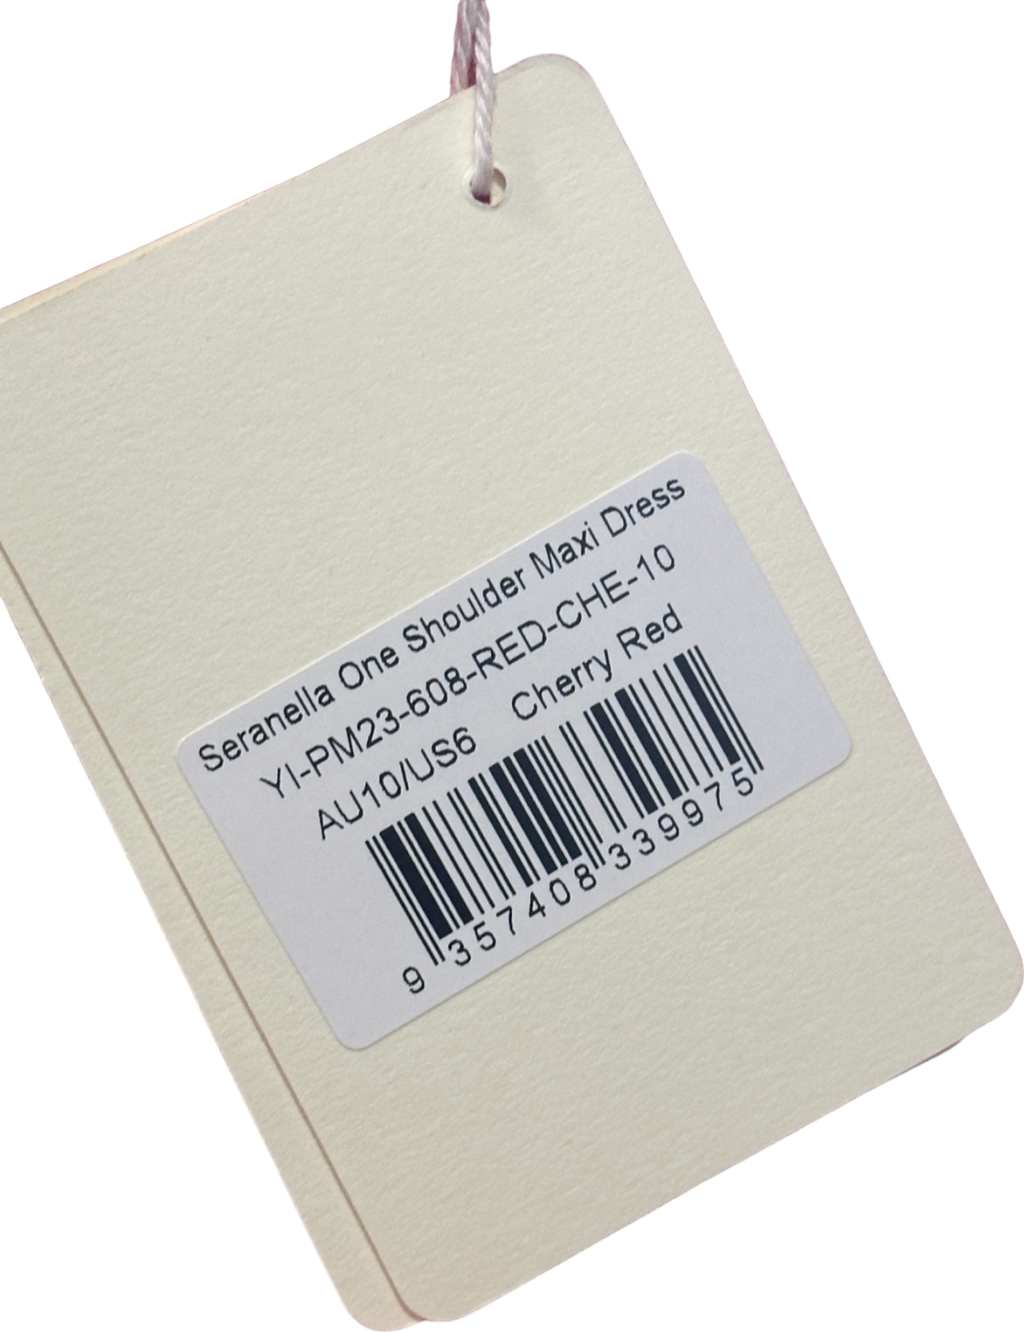 Seranella One Shoulder Maxi Dress
YI-PM23-608-RED-CHE-10
AU10/US6 Cherry Red
9 357408 339975